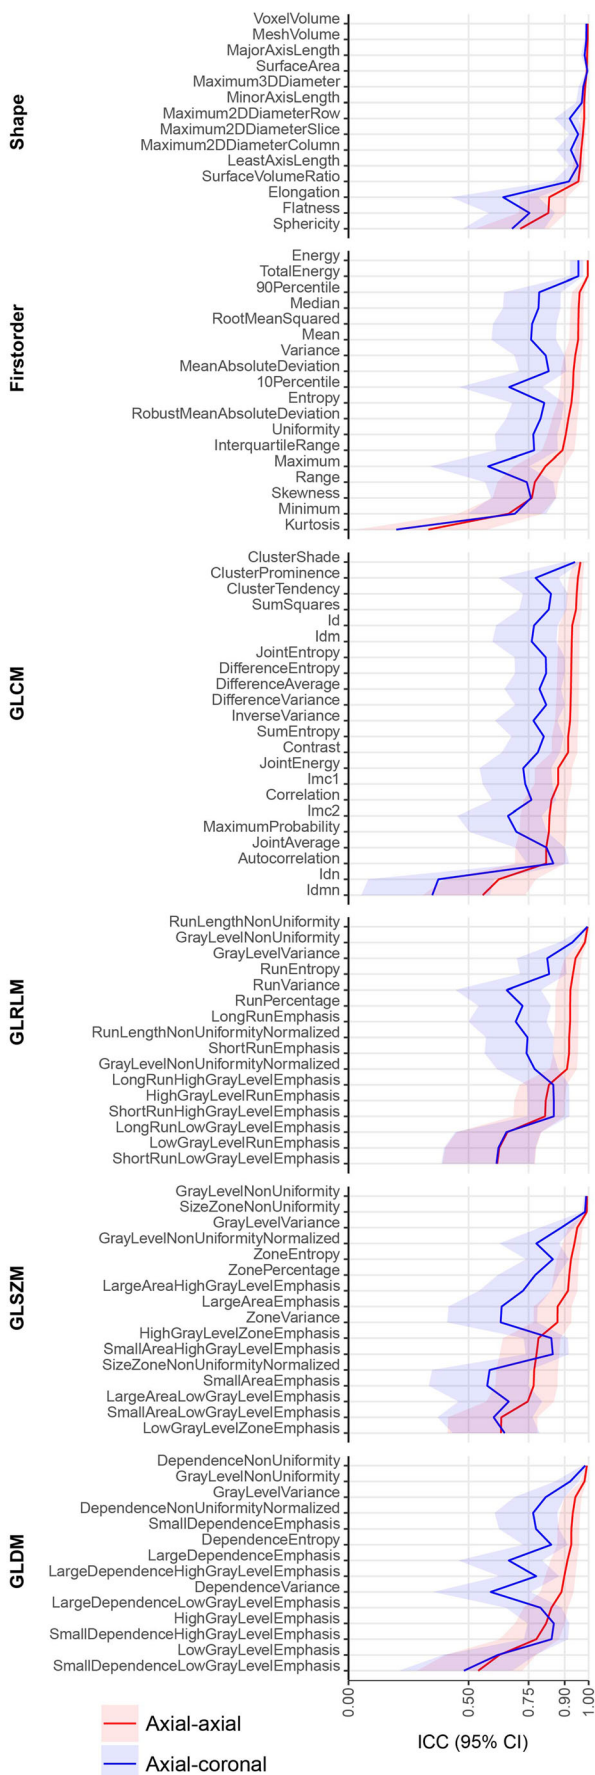 Shape
VoxelVolume
MeshVolume
MajorAxisLength
SurfaceArea
Maximum3DDiameter
MinorAxisLength
Maximum2DDiameterRow
Maximum2DDiameterSlice
Maximum2DDiameterColumn
LeastAxisLength
SurfaceVolumeRatio
Elongation
Flatness
Sphericity
Firstorder
Energy
TotalEnergy
90Percentile
Median
RootMeanSquared
Mean
Variance
MeanAbsoluteDeviation
10Percentile
Entropy
RobustMeanAbsoluteDeviation
Uniformity
InterquartileRange
Maximum
Range
Skewness
Minimum
Kurtosis
GLCM
ClusterShade
ClusterProminence
ClusterTendency
SumSquares
Id
Idm
JointEntropy
DifferenceEntropy
DifferenceAverage
DifferenceVariance
InverseVariance
SumEntropy
Contrast
JointEnergy
Imc1
Correlation
Imc2
MaximumProbability
JointAverage
Autocorrelation
Idn
Idmn
GLRLM
RunLengthNonUniformity
GrayLevelNonUniformity
GrayLevelVariance
RunEntropy
RunVariance
RunPercentage
LongRunEmphasis
RunLengthNonUniformityNormalized
ShortRunEmphasis
GrayLevelNonUniformityNormalized
LongRunHighGrayLevelEmphasis
HighGrayLevelRunEmphasis
ShortRunHighGrayLevelEmphasis
LongRunLowGrayLevelEmphasis
LowGrayLevelRunEmphasis
ShortRunLowGrayLevelEmphasis
GLSZM
GrayLevelNonUniformity
SizeZoneNonUniformity
GrayLevelVariance
GrayLevelNonUniformityNormalized
ZoneEntropy
ZonePercentage
LargeAreaHighGrayLevelEmphasis
LargeAreaEmphasis
ZoneVariance
HighGrayLevelZoneEmphasis
SmallAreaHighGrayLevelEmphasis
SizeZoneNonUniformityNormalized
SmallAreaEmphasis
LargeAreaLowGrayLevelEmphasis
SmallAreaLowGrayLevelEmphasis
LowGrayLevelZoneEmphasis
GLDM
DependenceNonUniformity
GrayLevelNonUniformity
GrayLevelVariance
DependenceNonUniformityNormalized
SmallDependenceEmphasis
DependenceEntropy
LargeDependenceEmphasis
LargeDependenceHighGrayLevelEmphasis
DependenceVariance
LargeDependenceLowGrayLevelEmphasis
HighGrayLevelEmphasis
SmallDependenceHighGrayLevelEmphasis
LowGrayLevelEmphasis
SmallDependenceLowGrayLevelEmphasis
0.00
0.50
0.75
0.90
1.00
ICC (95% CI)
Axial-axial
Axial-coronal